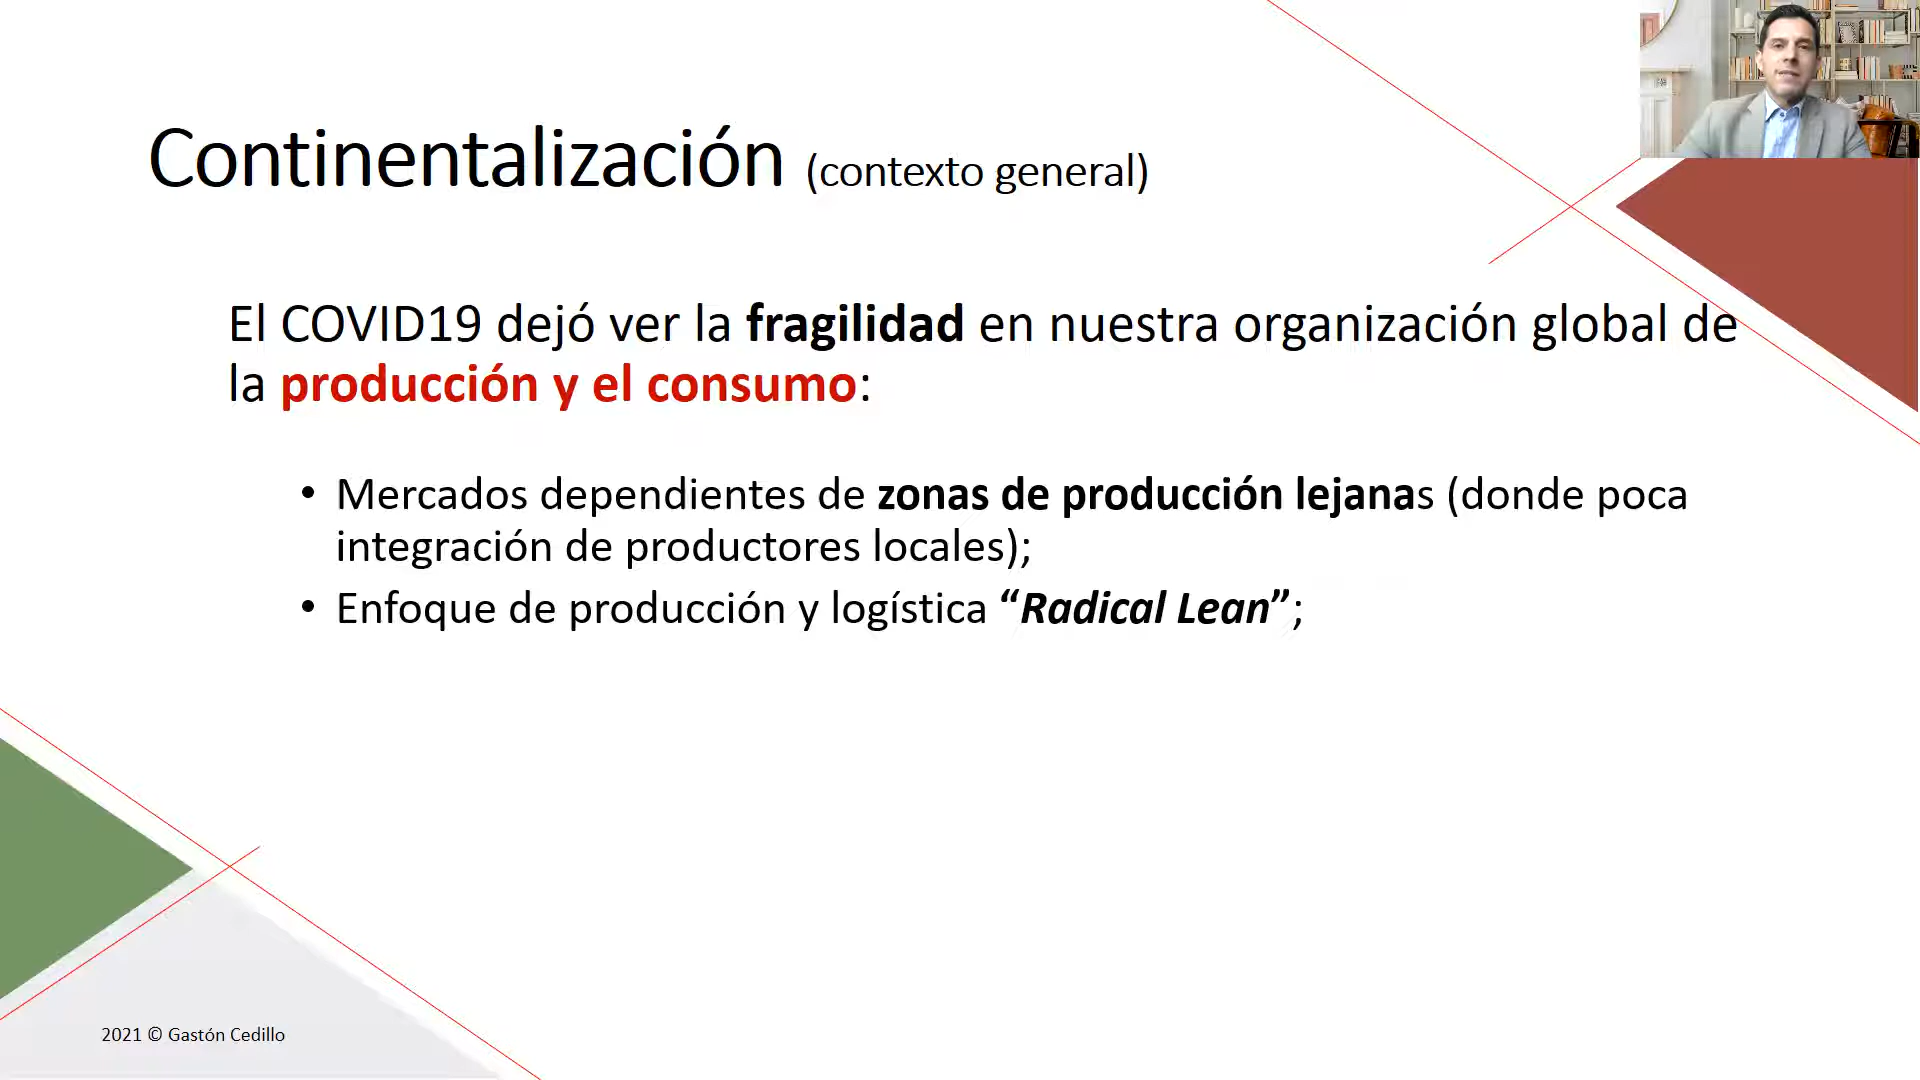 Continentalización (contexto general)
El COVID19 dejó ver la fragilidad en nuestra organización global de
la producción y el consumo:
• Mercados dependientes de zonas de producción lejanas (donde poca
integración de productores locales);
• Enfoque de producción y logística “Radical Lean”;
2021 © Gastón Cedillo